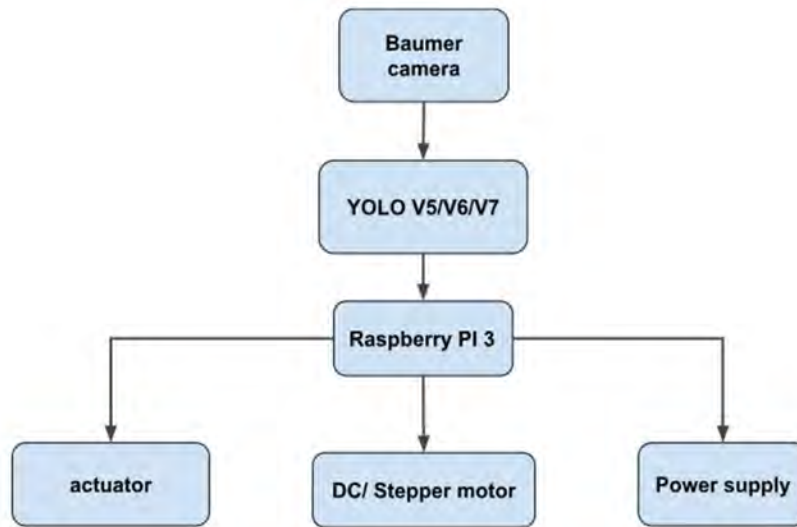 Baumer
camera
YOLO V5/V6/V7
Raspberry PI 3
actuator
DC/ Stepper motor
Power supply